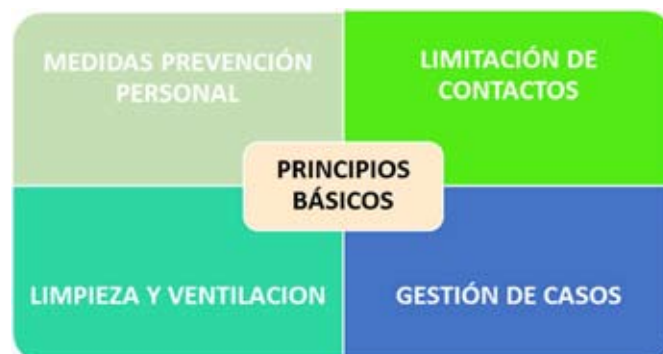 MEDIDAS PREVENCIÓN
PERSONAL
LIMITACIÓN DE
CONTACTOS
PRINCIPIOS
BÁSICOS
LIMPIEZA Y VENTILACION
GESTIÓN DE CASOS